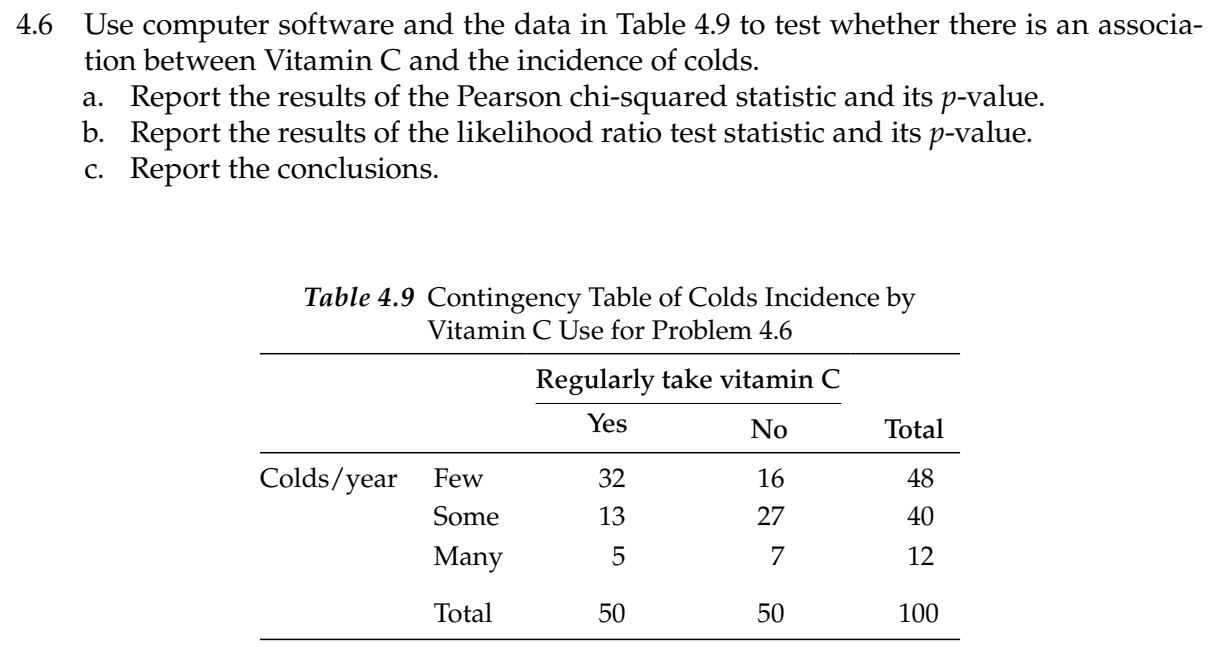 4.6 Use computer software and the data in Table 4.9 to test whether there is an associa-
tion between Vitamin C and the incidence of colds.
a. Report the results of the Pearson chi-squared statistic and its p-value.
b. Report the results of the likelihood ratio test statistic and its p-value.
c. Report the conclusions.
Table 4.9 Contingency Table of Colds Incidence by
Vitamin C Use for Problem 4.6
Regularly take vitamin C
Yes No Total
Colds/year Few 32 16 48
Some 13 27 40
Many 5 7 12
Total 50 50 100